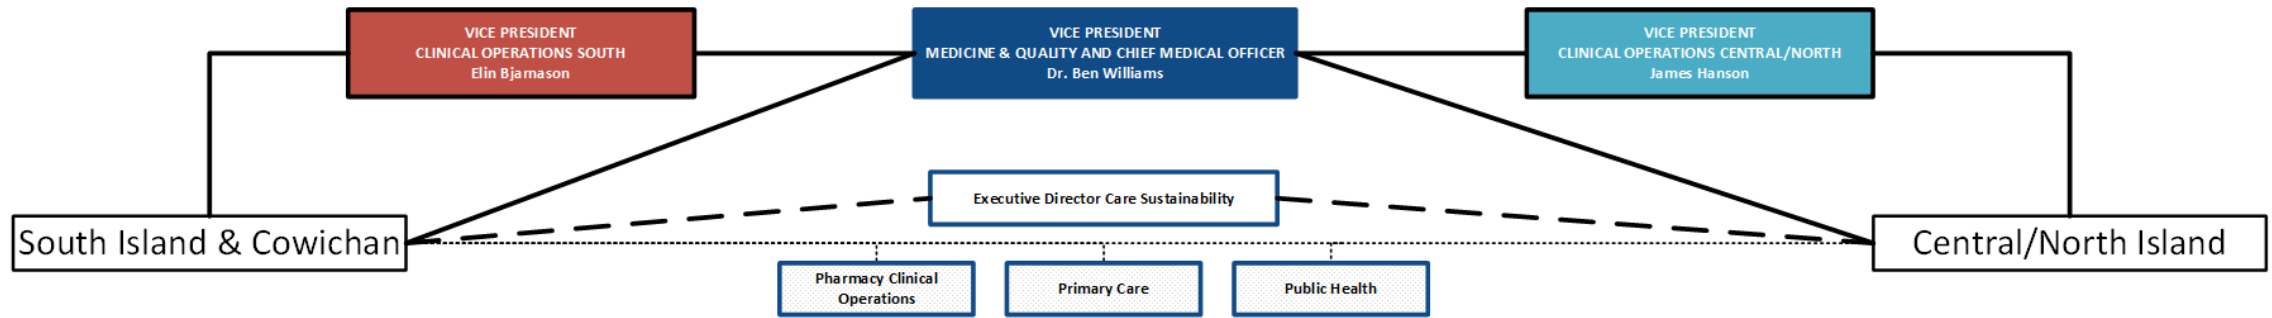 VICE PRESIDENT
CLINICAL OPERATIONS SOUTH
Elin Bjarnason
VICE PRESIDENT
MEDICINE & QUALITY AND CHIEF MEDICAL OFFICER
Dr. Ben Williams
VICE PRESIDENT
CLINICAL OPERATIONS CENTRAL/NORTH
James Hanson
Executive Director Care Sustainability
South Island & Cowichan
Central/North Island
Pharmacy Clinical
Operations
Primary Care
Public Health